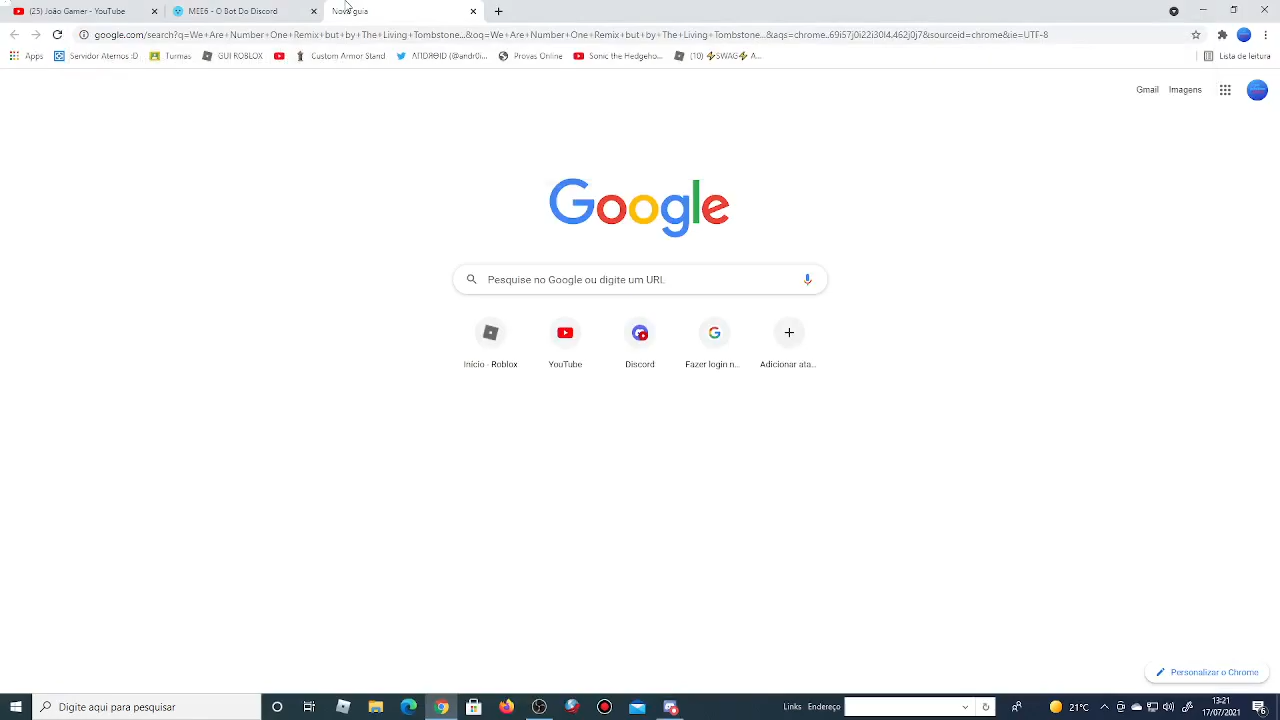 (25) João Gamer - YouTube
MEE6 - O Bot Do Discord
Nova guia
google.com/search?q=We+Are+Number+One+Remix+but+by+The+Living+Tombstone...&oq=We+Are+Number+One+Remix+but+by+The+Living+Tombstone...&aqs=chrome..69i57j0i22i30l4.462j0j7&sourceid=chrome&ie=UTF-8
Apps
Servidor Aternos :D
Turmas
GUI ROBLOX
Custom Armor Stand
Provas Online
Sonic the Hedgeho...
(10) ⚡SWAG⚡ A...
Lista de leitura
Gmail
Imagens
Google
Pesquise no Google ou digite um URL
Início - Roblox
YouTube
Discord
Fazer login n...
Adicionar ata...
Personalizar o Chrome
Digite aqui para pesquisar
Links
Endereço
21°C
13:21
17/07/2021